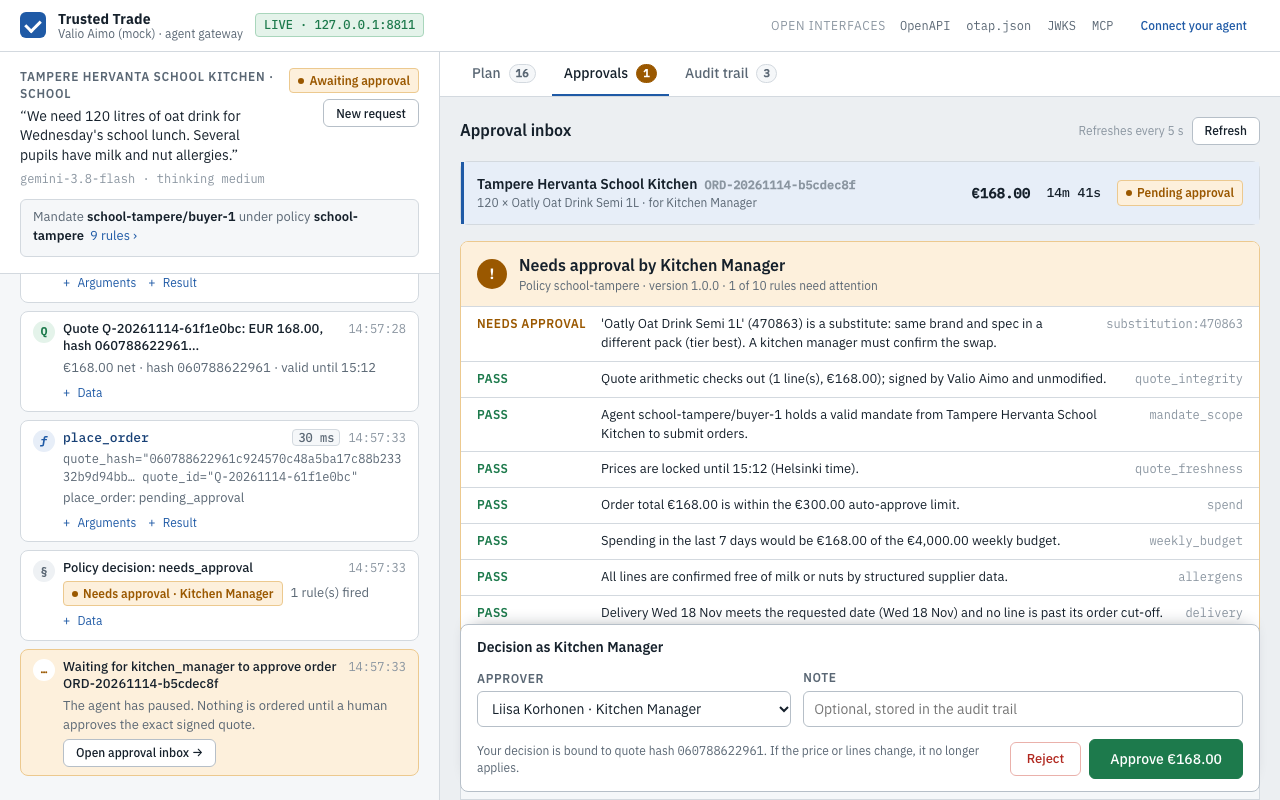 Trusted Trade
Valio Aimo (mock) · agent gateway
LIVE · 127.0.0.1:8811
OPEN INTERFACES OpenAPI otap.json JWKS MCP Connect your agent
TAMPERE HERVANTA SCHOOL KITCHEN ·
SCHOOL
Awaiting approval
New request
“We need 120 litres of oat drink for
Wednesday's school lunch. Several
pupils have milk and nut allergies.”
gemini-3.8-flash · thinking medium
Mandate school-tampere/buyer-1 under policy school-
tampere 9 rules ›
+ Arguments + Result
Q
Quote Q-20261114-61f1e0bc: EUR 168.00, 14:57:28
hash 060788622961…
€168.00 net · hash 060788622961 · valid until 15:12
+ Data
ƒ
place_order 30 ms 14:57:33
quote_hash="060788622961c924570c48a5ba17c88b233
32b9d94bb… quote_id="Q-20261114-61f1e0bc"
place_order: pending_approval
+ Arguments + Result
§
Policy decision: needs_approval 14:57:33
Needs approval · Kitchen Manager 1 rule(s) fired
+ Data
…
Waiting for kitchen_manager to approve order 14:57:33
ORD-20261114-b5cdec8f
The agent has paused. Nothing is ordered until a human
approves the exact signed quote.
Open approval inbox →
Plan 16 Approvals 1 Audit trail 3
Approval inbox
Refreshes every 5 s Refresh
Tampere Hervanta School Kitchen ORD-20261114-b5cdec8f
120 × Oatly Oat Drink Semi 1L · for Kitchen Manager
€168.00 14m 41s Pending approval
!
Needs approval by Kitchen Manager
Policy school-tampere · version 1.0.0 · 1 of 10 rules need attention
NEEDS APPROVAL 'Oatly Oat Drink Semi 1L' (470863) is a substitute: same brand and spec in a substitution:470863
different pack (tier best). A kitchen manager must confirm the swap.
PASS Quote arithmetic checks out (1 line(s), €168.00); signed by Valio Aimo and unmodified. quote_integrity
PASS Agent school-tampere/buyer-1 holds a valid mandate from Tampere Hervanta School mandate_scope
Kitchen to submit orders.
PASS Prices are locked until 15:12 (Helsinki time). quote_freshness
PASS Order total €168.00 is within the €300.00 auto-approve limit. spend
PASS Spending in the last 7 days would be €168.00 of the €4,000.00 weekly budget. weekly_budget
PASS All lines are confirmed free of milk or nuts by structured supplier data. allergens
PASS Delivery Wed 18 Nov meets the requested date (Wed 18 Nov) and no line is past its order cut-off. delivery
Decision as Kitchen Manager
APPROVER NOTE
Liisa Korhonen · Kitchen Manager Optional, stored in the audit trail
Your decision is bound to quote hash 060788622961. If the price or lines change, it no longer
applies.
Reject Approve €168.00